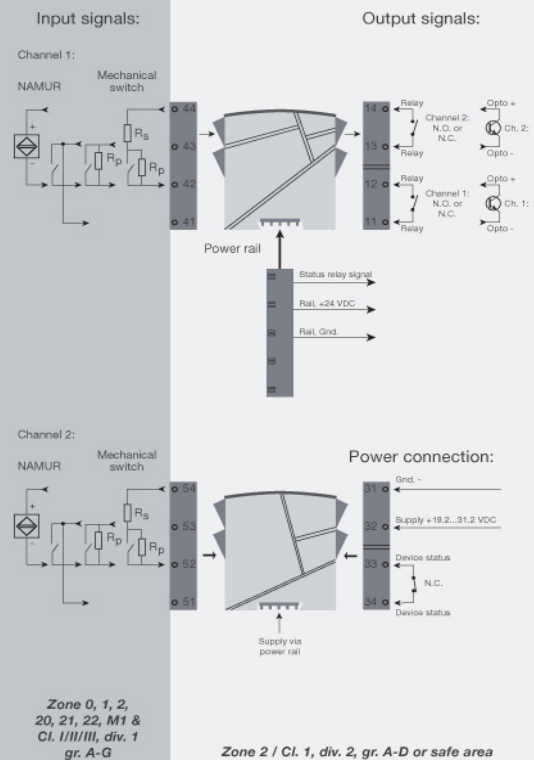 Input signals:
Output signals:
Channel 1:
NAMUR
Mechanical
switch
+
-
Rs
Rp
Rp
44
43
42
41
14
13
12
11
Relay
Channel 2:
N.O. or
N.C.
Relay
Relay
Channel 1:
N.O. or
N.C.
Relay
Opto +
Ch. 2:
Opto -
Opto +
Ch. 1:
Opto -
Power rail
Status relay signal
Rail, +24 VDC
Rail, Gnd.
Channel 2:
NAMUR
Mechanical
switch
+
-
Rs
Rp
Rp
54
53
52
51
Power connection:
31
32
33
34
Gnd. -
Supply +19.2...31.2 VDC
Device status
N.C.
Device status
Supply via
power rail
Zone 0, 1, 2,
20, 21, 22, M1 &
Cl. I/II/III, div. 1
gr. A-G
Zone 2 / Cl. 1, div. 2, gr. A-D or safe area